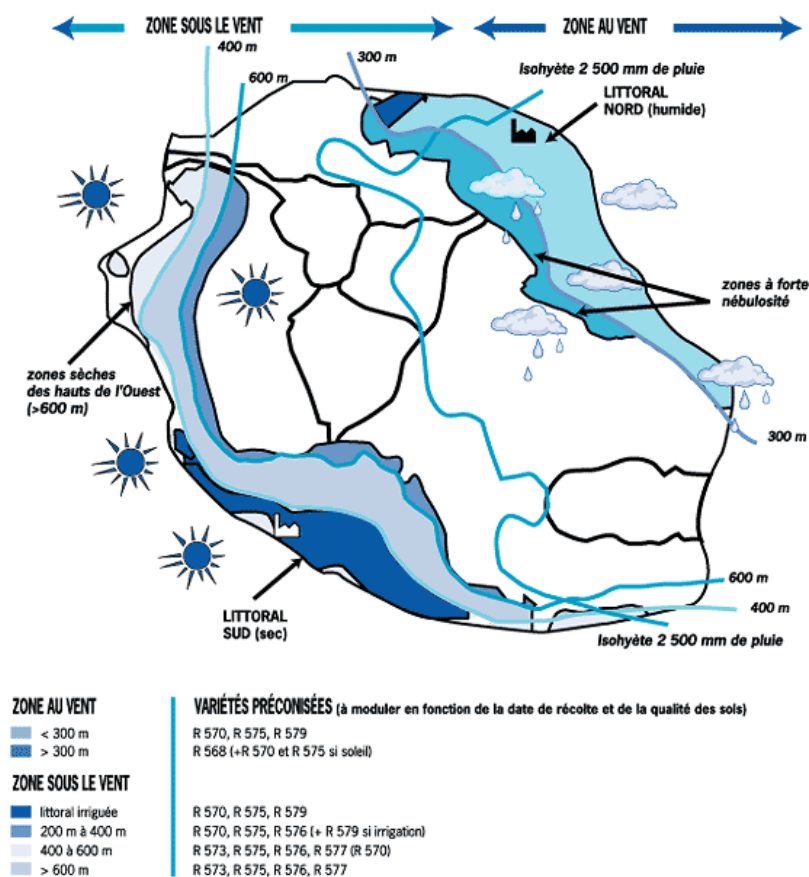 ZONE SOUS LE VENT
ZONE AU VENT
400 m
600 m
300 m
Isohyète 2 500 mm de pluie
LITTORAL
NORD (humide)
zones à forte
nébulosité
zones sèches
des hauts de l'Ouest
(>600 m)
300 m
LITTORAL
SUD (sec)
600 m
400 m
Isohyète 2 500 mm de pluie
ZONE AU VENT
VARIÉTÉS PRÉCONISÉES (à moduler en fonction de la date de récolte et de la qualité des sols)
< 300 m R 570, R 575, R 579
> 300 m R 568 (+R 570 et R 575 si soleil)
ZONE SOUS LE VENT
littoral irriguée R 570, R 575, R 579
200 m à 400 m R 570, R 575, R 576 (+ R 579 si irrigation)
400 à 600 m R 573, R 575, R 576, R 577 (R 570)
> 600 m R 573, R 575, R 576, R 577